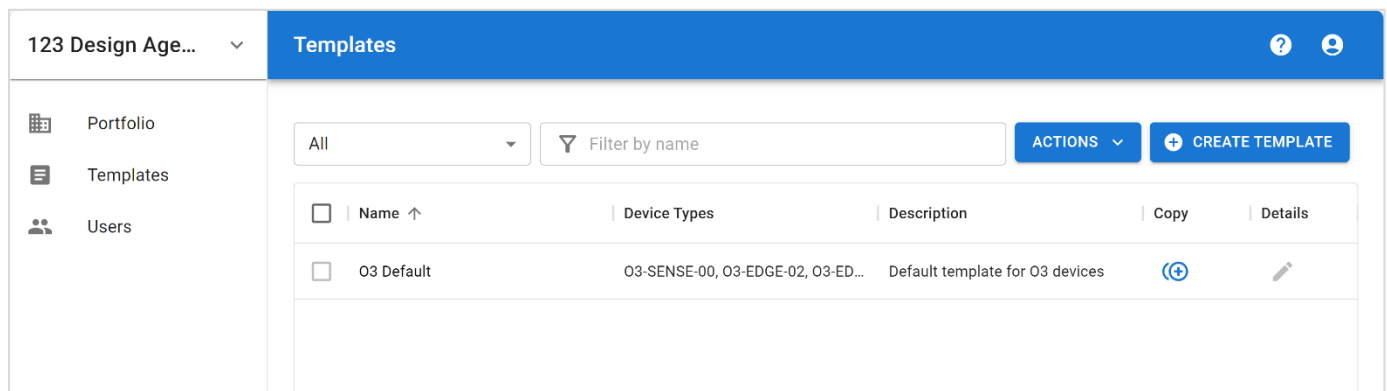 123 Design Age...
Templates
Portfolio
Templates
Users
All
Filter by name
ACTIONS
CREATE TEMPLATE
Name
Device Types
Description
Copy
Details
O3 Default
O3-SENSE-00, O3-EDGE-02, O3-ED...
Default template for O3 devices